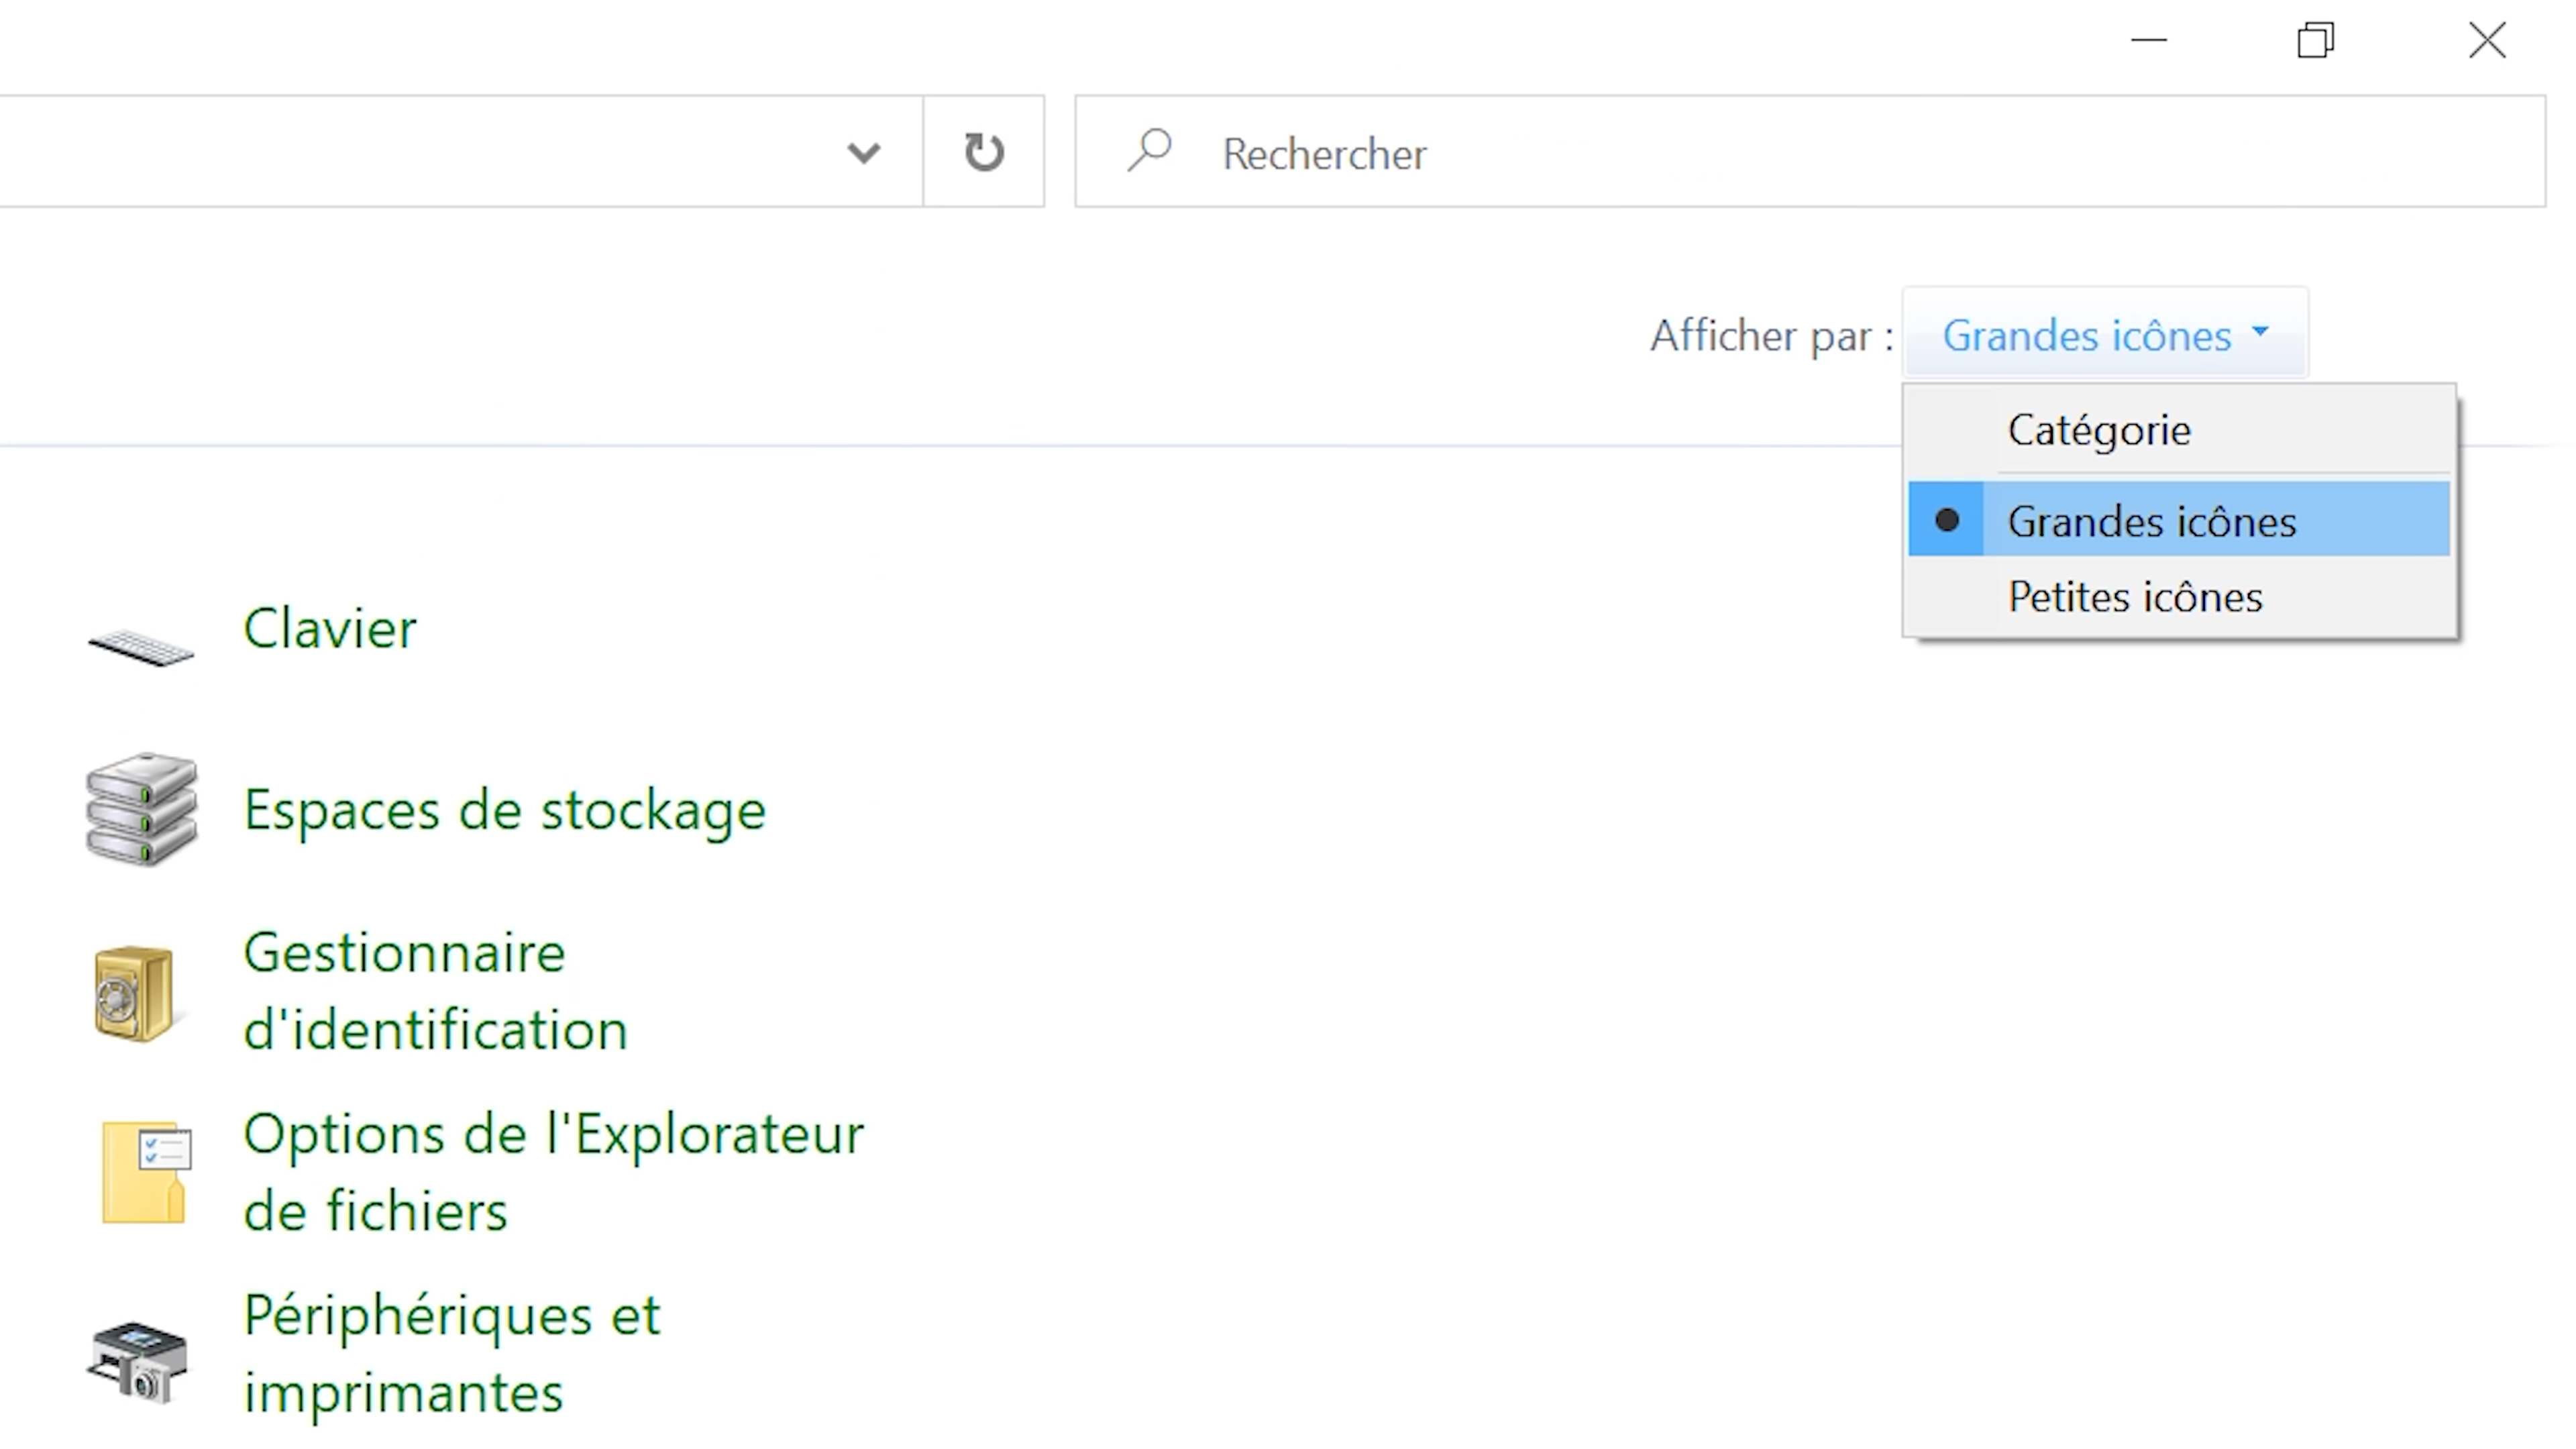 Rechercher
Afficher par :
Grandes icônes
Catégorie
Grandes icônes
Petites icônes
Clavier
Espaces de stockage
Gestionnaire
d'identification
Options de l'Explorateur
de fichiers
Périphériques et
imprimantes